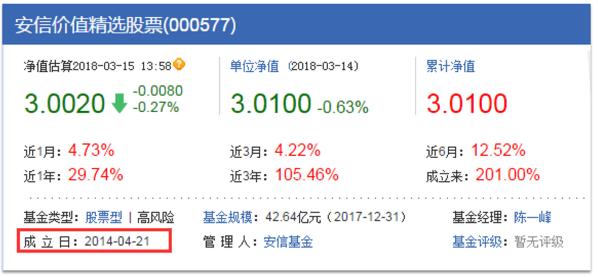 安信价值精选股票(000577)
净值估算2018-03-15 13:58 ? 单位净值 (2018-03-14) 累计净值
3.0020 -0.0080 -0.27% 3.0100 -0.63% 3.0100
近1月：4.73% 近3月：4.22% 近6月：12.52%
近1年：29.74% 近3年：105.46% 成立来：201.00%
基金类型：股票型 | 高风险 基金规模：42.64亿元（2017-12-31） 基金经理：陈一峰
成 立 日：2014-04-21 管 理 人：安信基金 基金评级：暂无评级